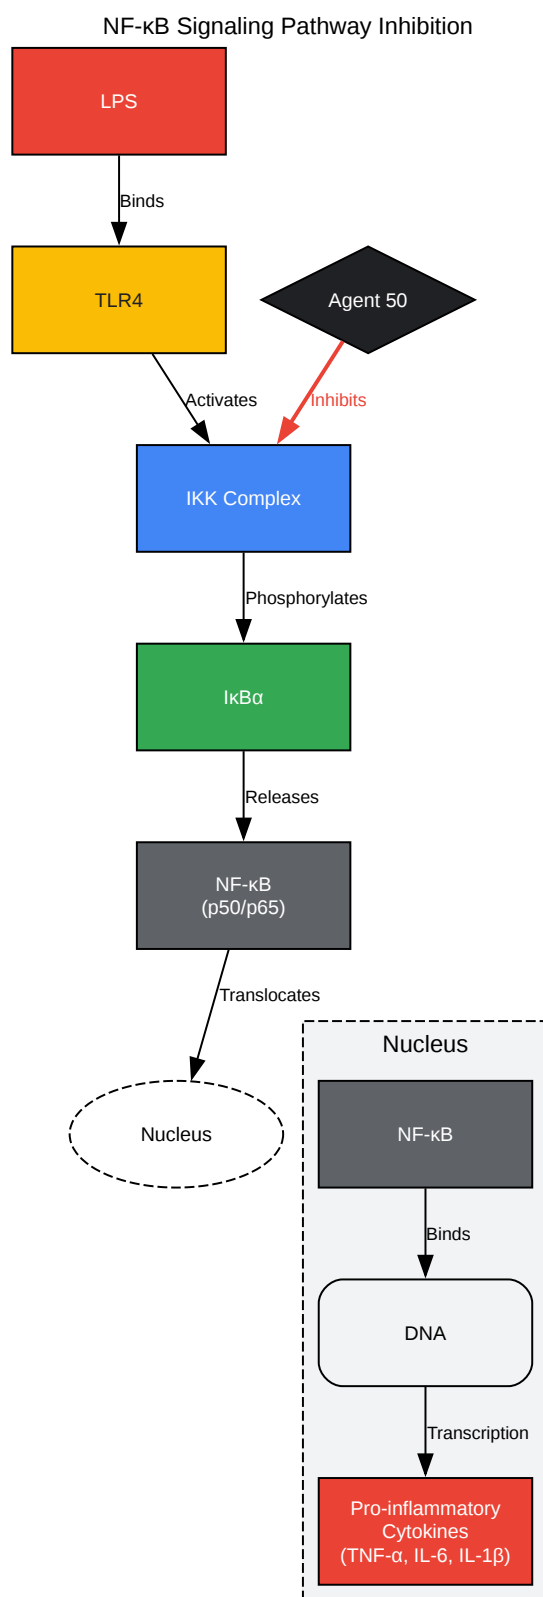 NF-κB Signaling Pathway Inhibition
LPS
Binds
TLR4
Agent 50
Activates
Inhibits
IKK Complex
Phosphorylates
IκBα
Releases
NF-κB
(p50/p65)
Translocates
Nucleus
Nucleus
NF-κB
Binds
DNA
Transcription
Pro-inflammatory
Cytokines
(TNF-α, IL-6, IL-1β)